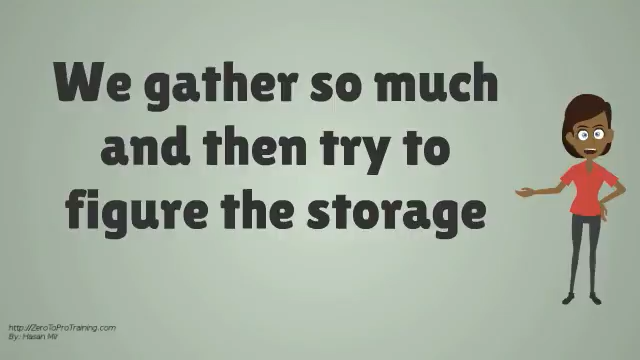 We gather so much
and then try to
figure the storage
http://ZeroToProTraining.com
By: Hasan Mir